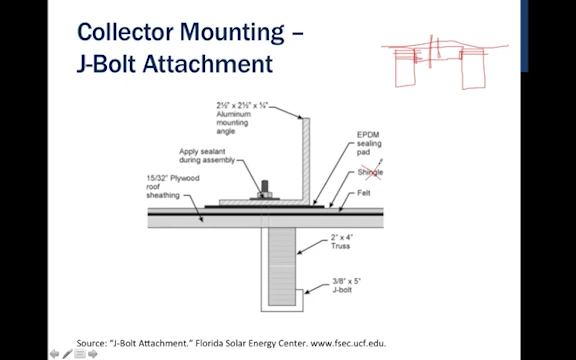 Collector Mounting –
J-Bolt Attachment
2½" x 2½" x ¼"
Aluminum
mounting
angle
EPDM
sealing
pad
Apply sealant
during assembly
Shingle
15/32" Plywood
roof
sheathing
Felt
2" x 4"
Truss
3/8" x 5"
J-bolt
Source: "J-Bolt Attachment." Florida Solar Energy Center. www.fsec.ucf.edu.